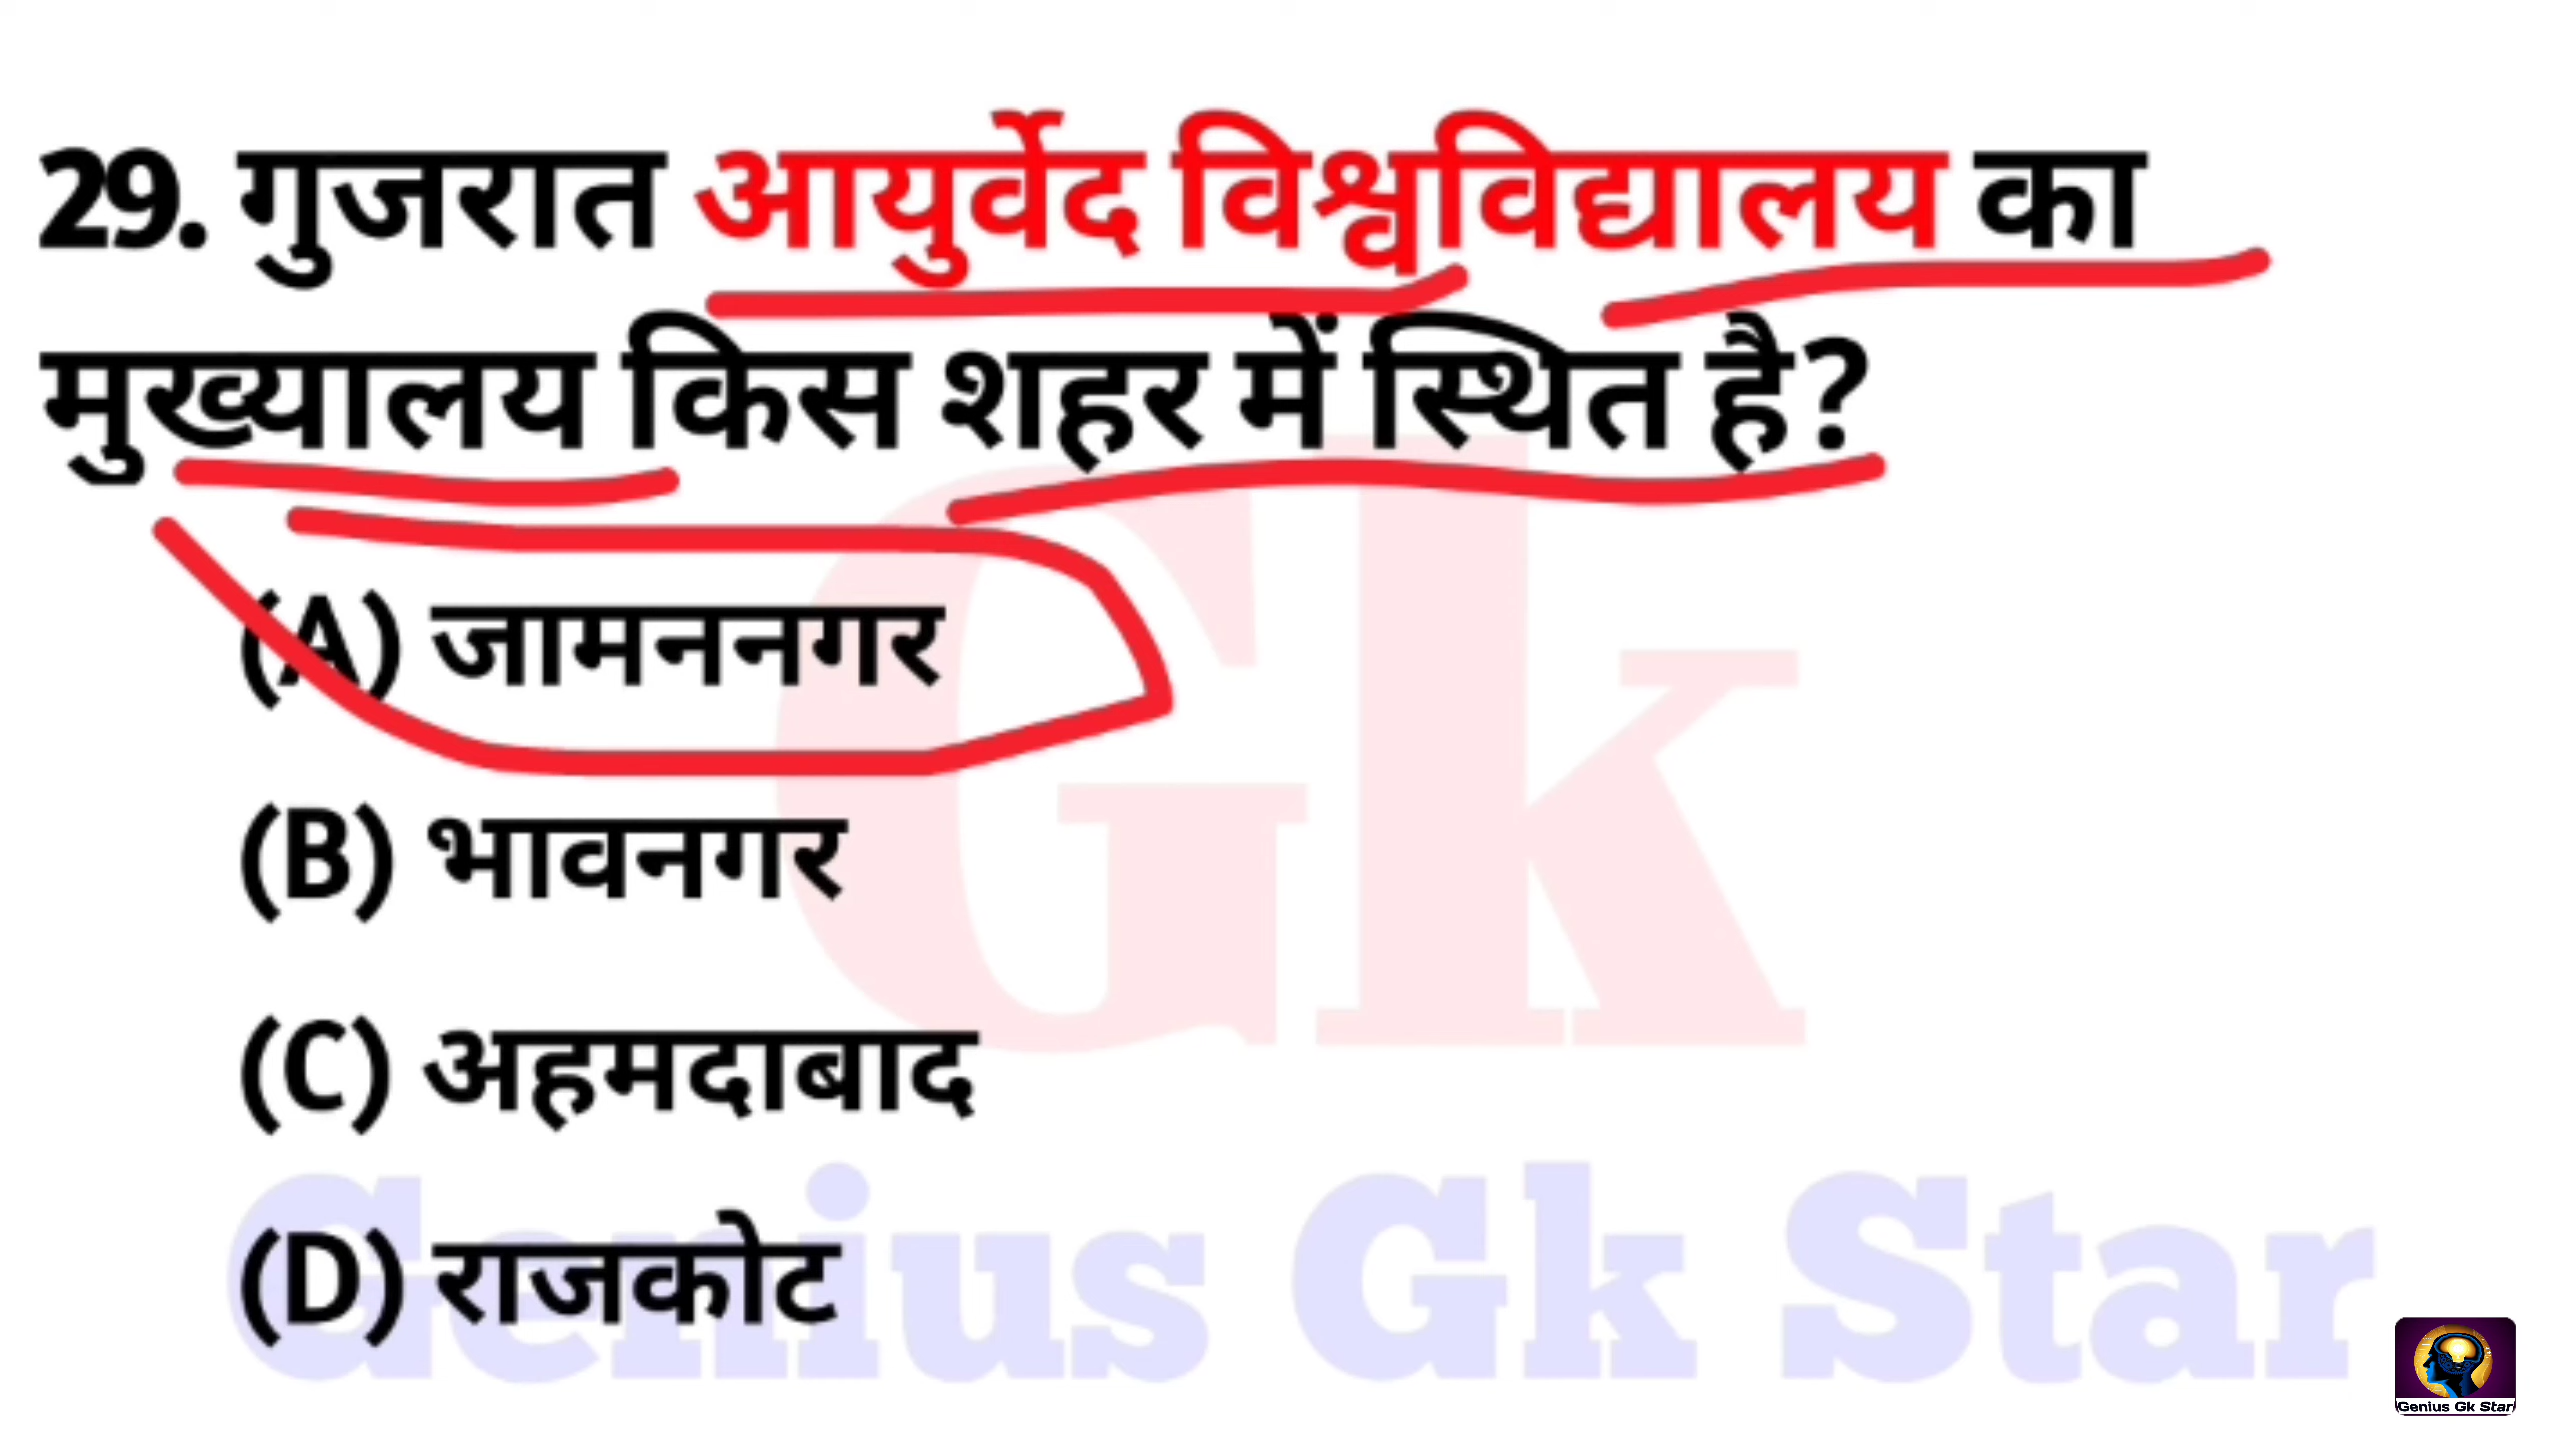 29. गुजरात आयुर्वेद विश्वविद्यालय का
मुख्यालय किस शहर में स्थित है?
(A) जामननगर
(B) भावनगर
(C) अहमदाबाद
(D) राजकोट
Gk
Genius Gk Star
Genius Gk Star